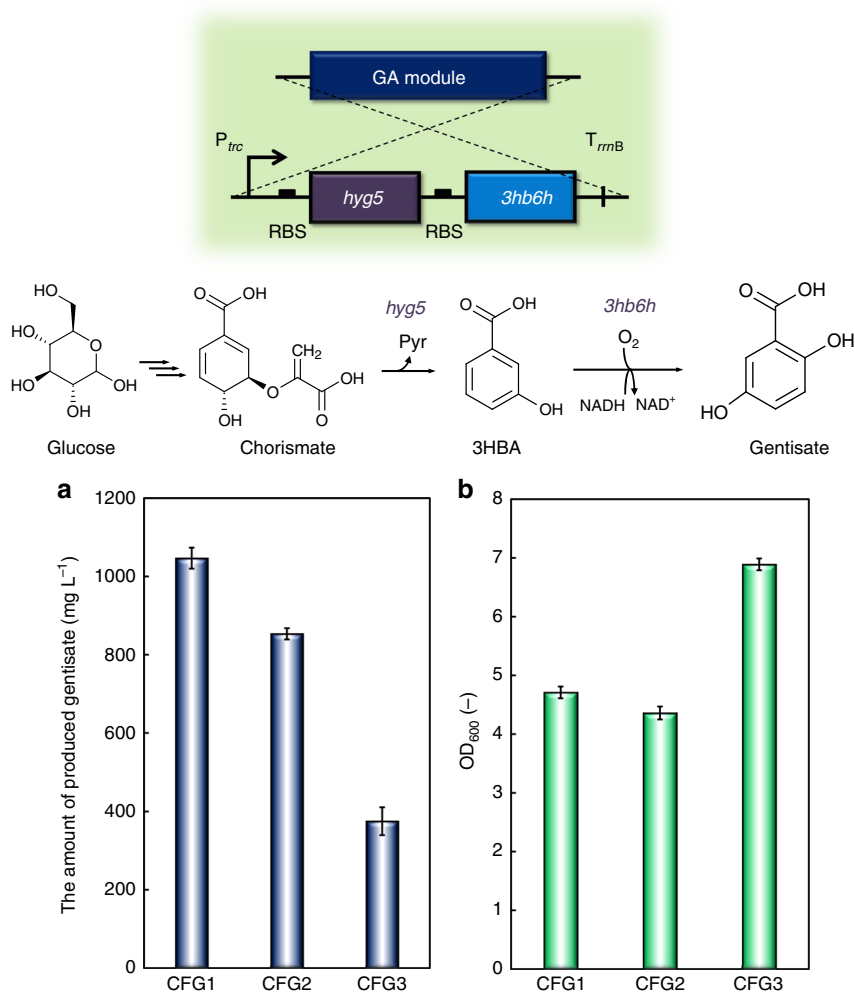 GA module
P_trc
T_rrnB
hyg5
3hb6h
RBS
RBS
HO
HO
O
HO
OH
OH
O
OH
CH2
O
OH
O
OH
hyg5
Pyr
O
OH
OH
3hb6h
O2
NADH
NAD+
O
OH
OH
HO
Glucose
Chorismate
3HBA
Gentisate
a
The amount of produced gentisate (mg L−1)
1200
1000
800
600
400
200
0
CFG1
CFG2
CFG3
b
OD600 (−)
8
7
6
5
4
3
2
1
0
CFG1
CFG2
CFG3